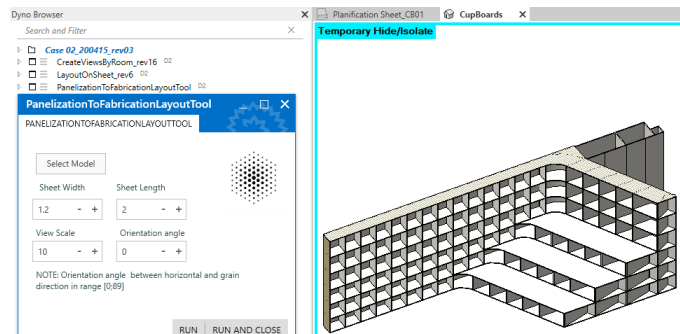 Dyno Browser
Search and Filter
Case 02_200415_rev03
CreateViewsByRoom_rev16 D2
LayoutOnSheet_rev6 D2
PanelizationToFabricationLayoutTool D2
PanelizationToFabricationLayoutTool
PANELIZATIONTOFABRICATIONLAYOUTTOOL
Select Model
Sheet Width Sheet Length
1.2 - + 2 - +
View Scale Orientation angle
10 - + 0 - +
NOTE: Orientation angle between horizontal and grain
direction in range [0;89]
RUN RUN AND CLOSE
Planification Sheet_CB01 CupBoards
Temporary Hide/Isolate